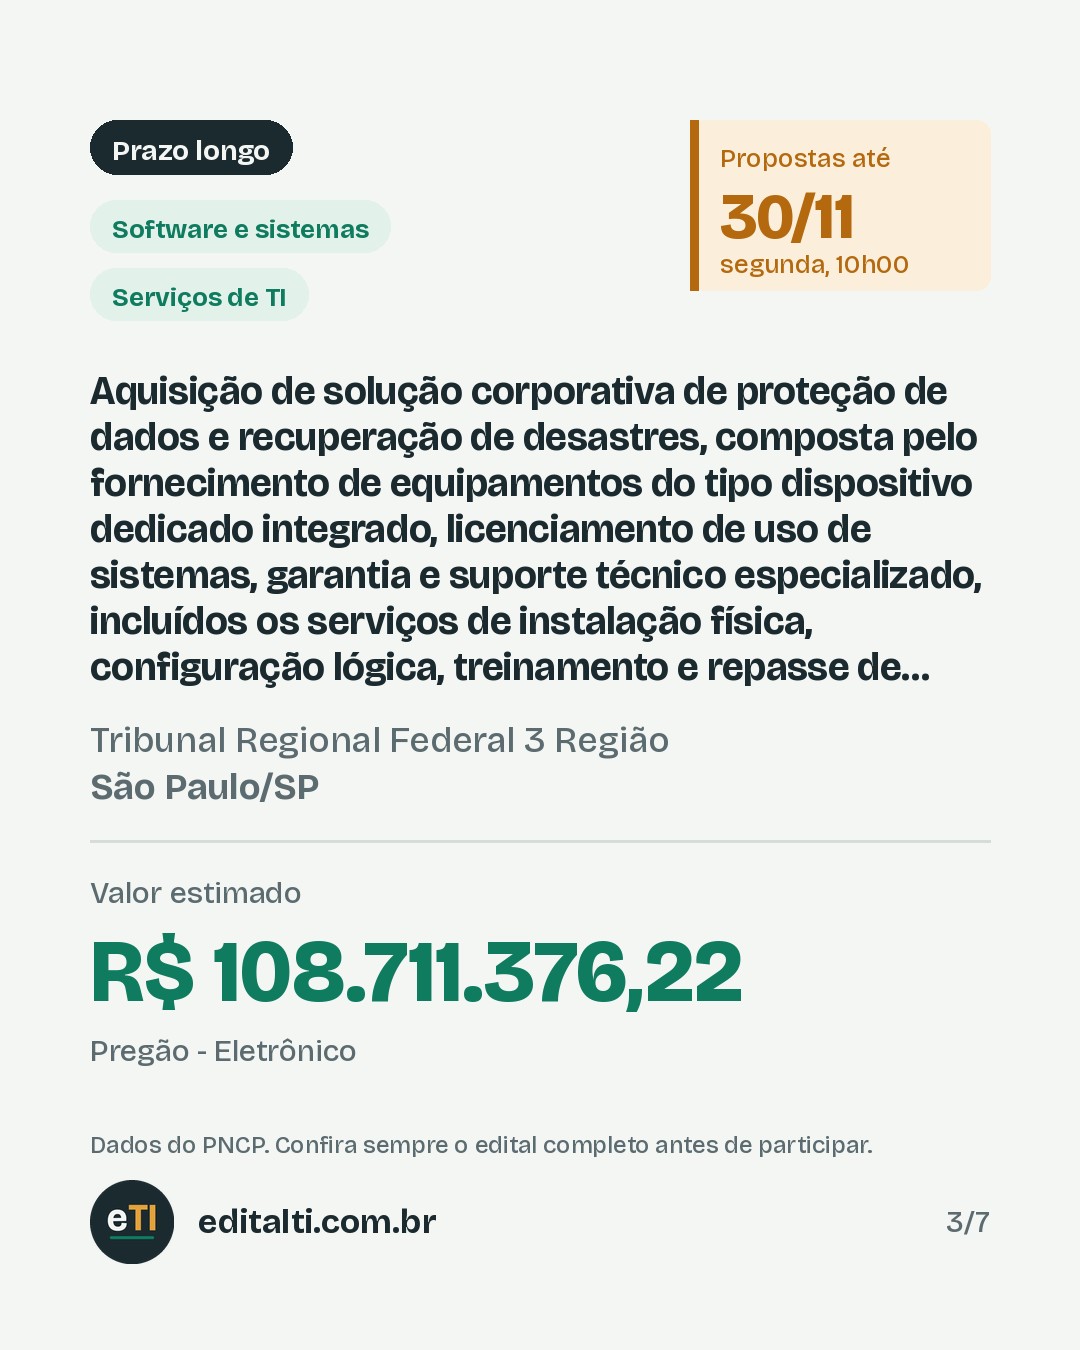 Prazo longo
Software e sistemas
Serviços de TI
Propostas até
30/11
segunda, 10h00
Aquisição de solução corporativa de proteção de
dados e recuperação de desastres, composta pelo
fornecimento de equipamentos do tipo dispositivo
dedicado integrado, licenciamento de uso de
sistemas, garantia e suporte técnico especializado,
incluídos os serviços de instalação física,
configuração lógica, treinamento e repasse de...
Tribunal Regional Federal 3 Região
São Paulo/SP
Valor estimado
R$ 108.711.376,22
Pregão - Eletrônico
Dados do PNCP. Confira sempre o edital completo antes de participar.
eTI
editalti.com.br
3/7